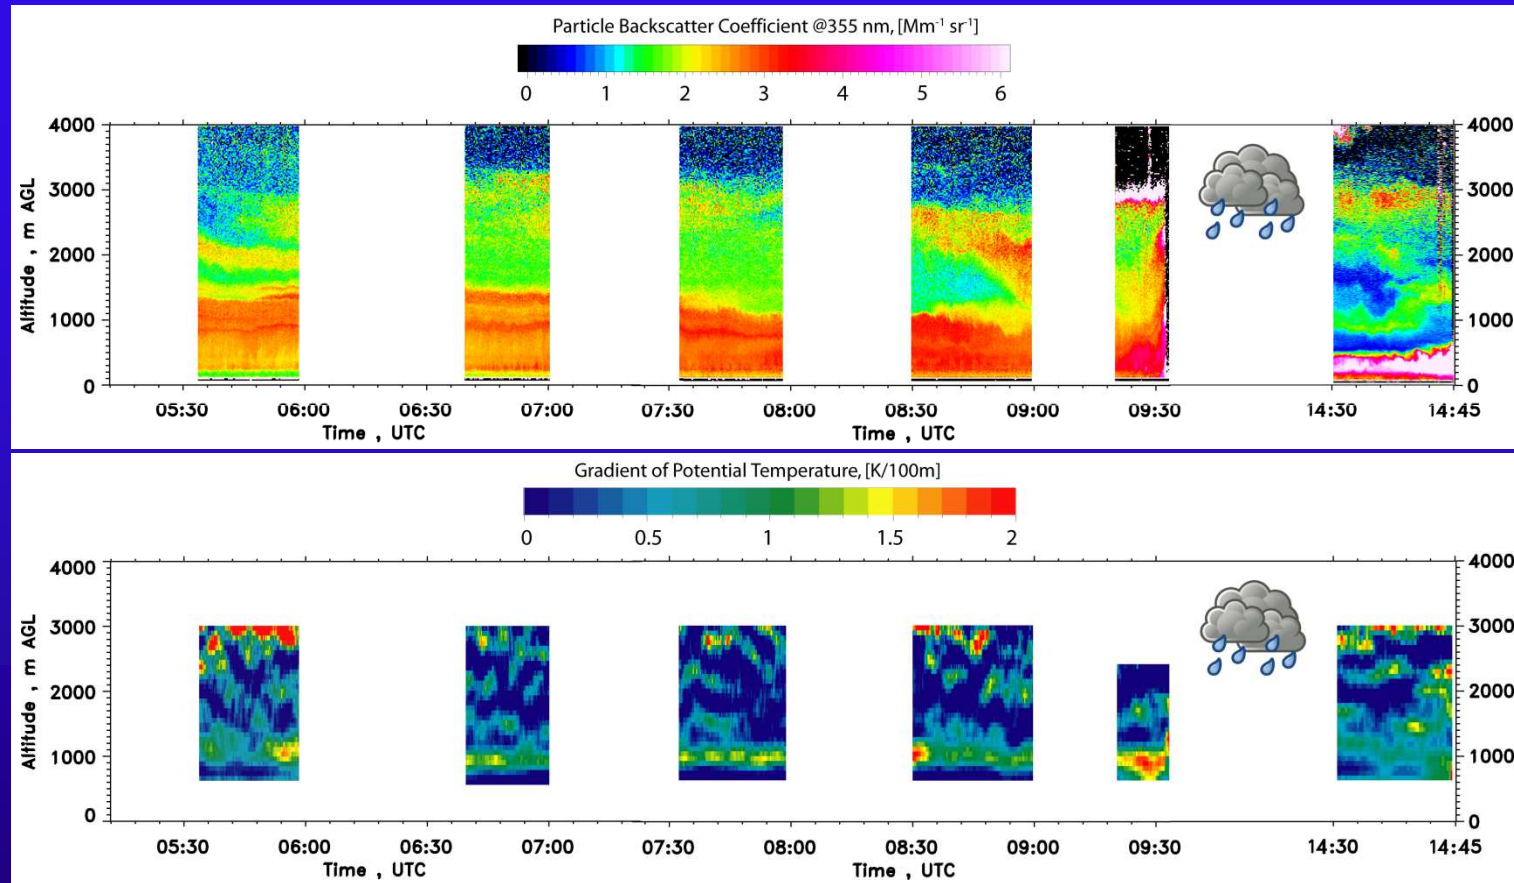 Particle Backscatter Coefficient @355 nm, [Mm⁻¹ sr⁻¹]
0 1 2 3 4 5 6
4000 4000
3000 3000
2000 2000
1000 1000
0 0
Altitude , m AGL
05:30 06:00 06:30 07:00 07:30 08:00 08:30 09:00 09:30 14:30 14:45
Time , UTC Time , UTC
Gradient of Potential Temperature, [K/100m]
0 0.5 1 1.5 2
4000 4000
3000 3000
2000 2000
1000 1000
0 0
Altitude , m AGL
05:30 06:00 06:30 07:00 07:30 08:00 08:30 09:00 09:30 14:30 14:45
Time , UTC Time , UTC